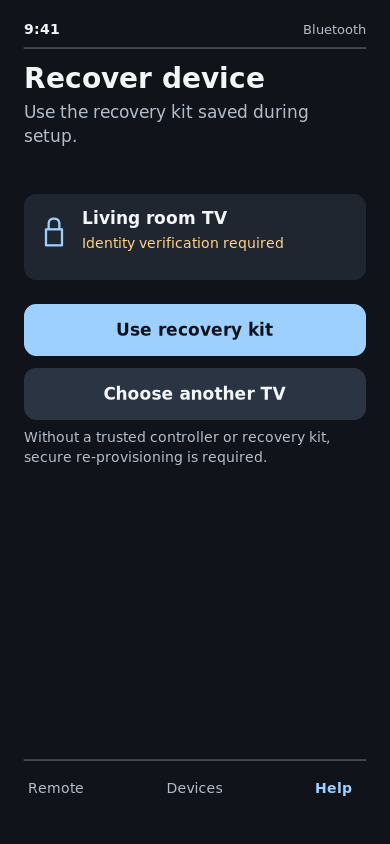 9:41
Bluetooth
Recover device
Use the recovery kit saved during
setup.
Living room TV
Identity verification required
Use recovery kit
Choose another TV
Without a trusted controller or recovery kit,
secure re-provisioning is required.
Remote
Devices
Help